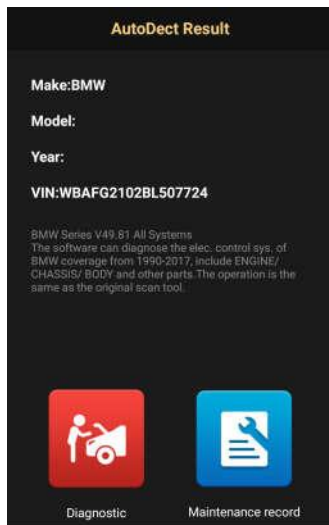 AutoDect Result
Make:BMW
Model:
Year:
VIN:WBAFG2102BL507724
BMW Series V49.81 All Systems
The software can diagnose the elec. control sys. of
BMW coverage from 1990-2017, include ENGINE/
CHASSIS/ BODY and other parts.The operation is the
same as the original scan tool.
Diagnostic
Maintenance record